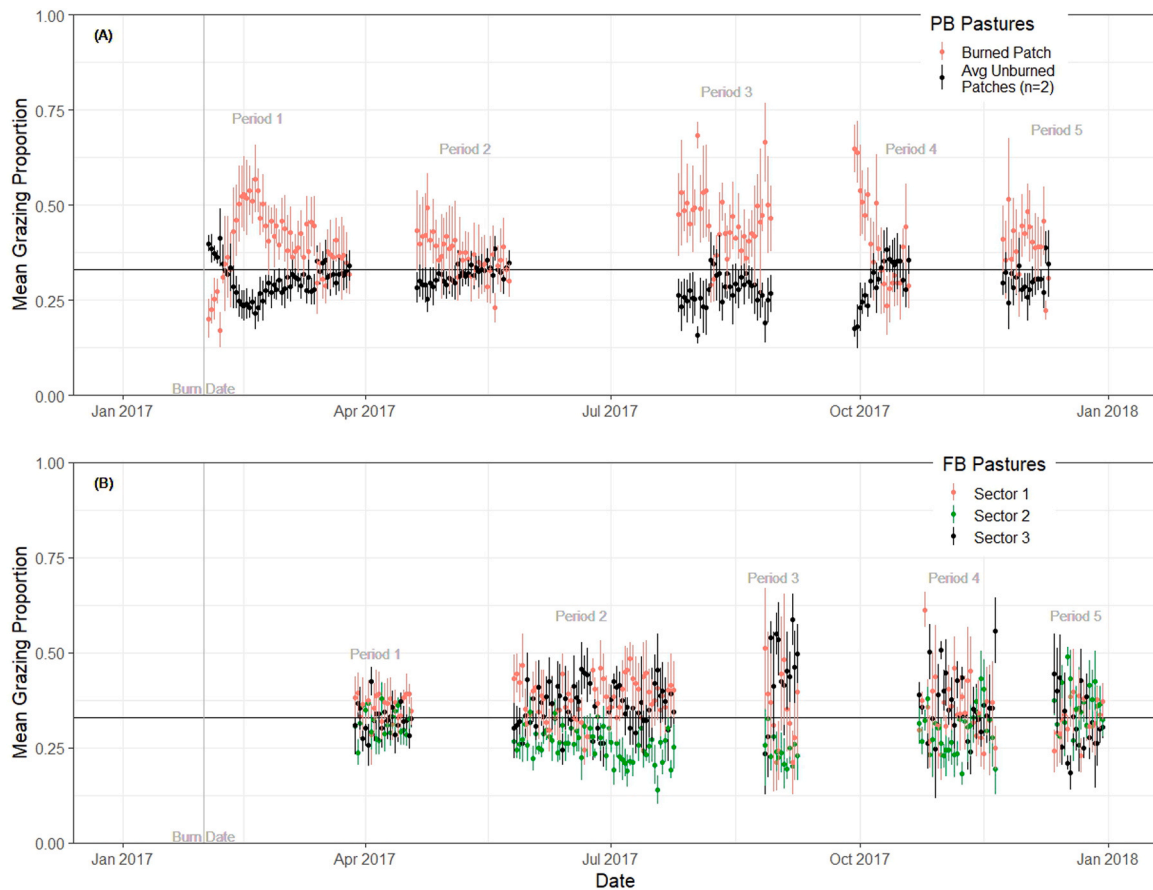 (A)
PB Pastures
Burned Patch
Avg Unburned
Patches (n=2)
Mean Grazing Proportion
1.00
0.75
0.50
0.25
0.00
Period 1
Period 2
Period 3
Period 4
Period 5
Burn Date
Jan 2017
Apr 2017
Jul 2017
Oct 2017
Jan 2018
(B)
FB Pastures
Sector 1
Sector 2
Sector 3
Mean Grazing Proportion
1.00
0.75
0.50
0.25
0.00
Period 1
Period 2
Period 3
Period 4
Period 5
Burn Date
Jan 2017
Apr 2017
Jul 2017
Oct 2017
Jan 2018
Date